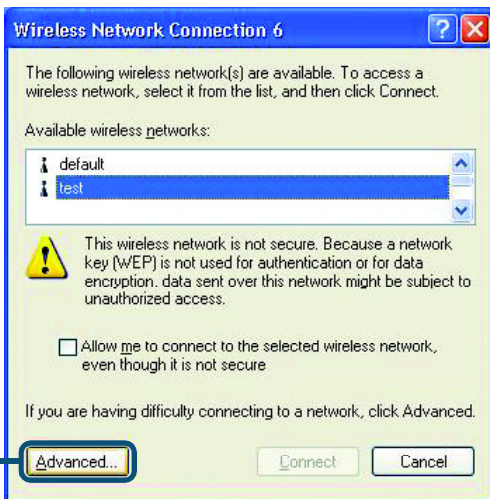 Wireless Network Connection 6
The following wireless network(s) are available. To access a
wireless network, select it from the list, and then click Connect.
Available wireless networks:
default
test
This wireless network is not secure. Because a network
key (WEP) is not used for authentication or for data
encryption, data sent over this network might be subject to
unauthorized access.
Allow me to connect to the selected wireless network,
even though it is not secure
If you are having difficulty connecting to a network, click Advanced.
Advanced...
Connect
Cancel